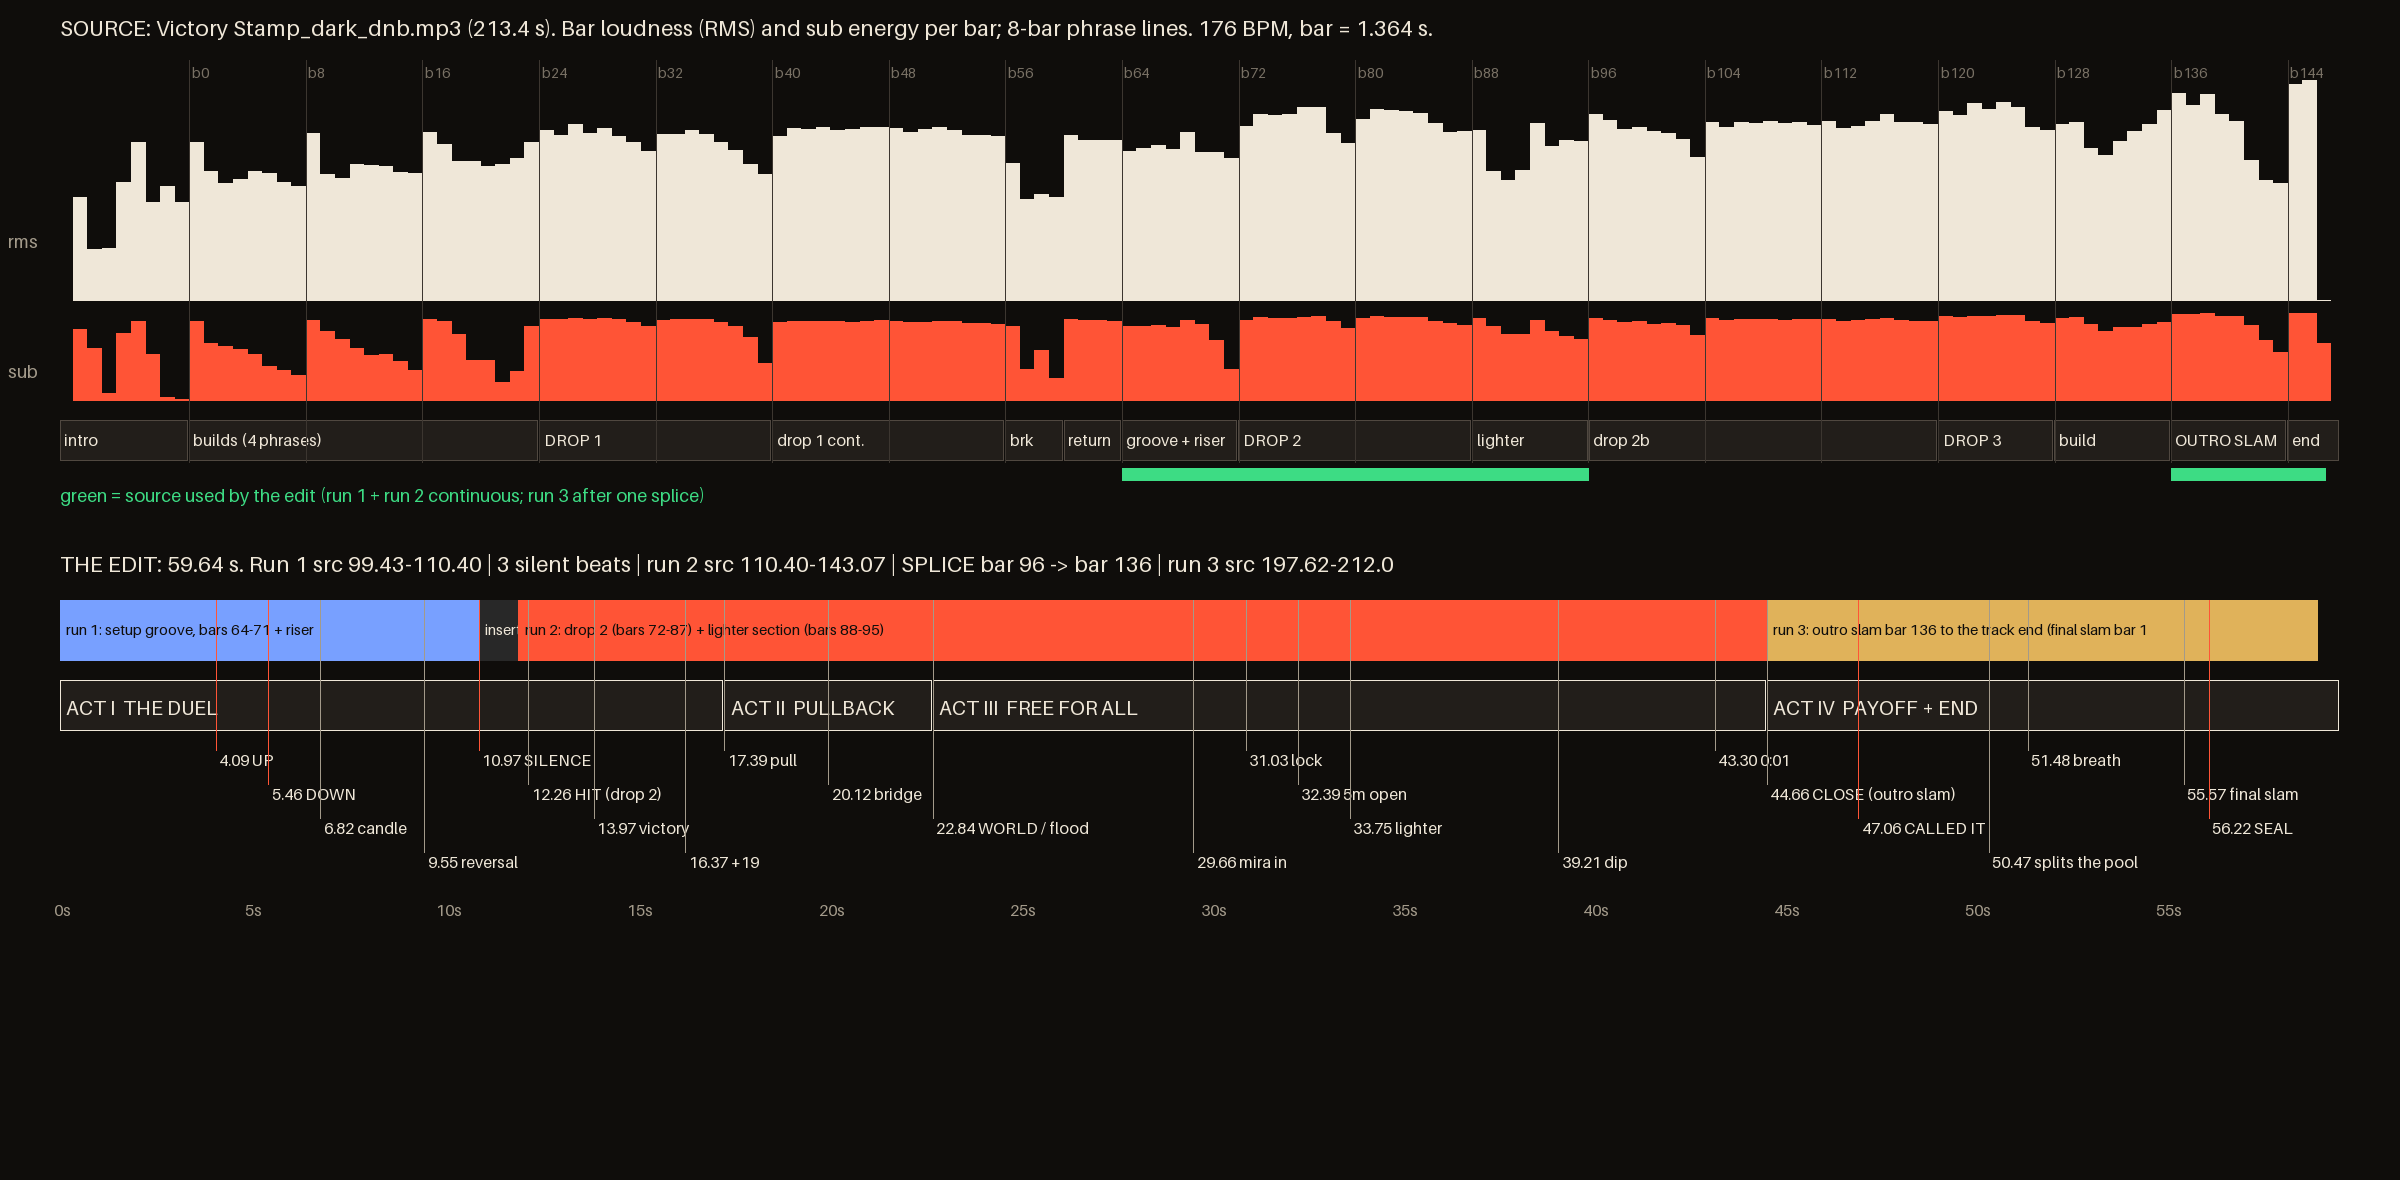 SOURCE: Victory Stamp_dark_dnb.mp3 (213.4 s). Bar loudness (RMS) and sub energy per bar; 8-bar phrase lines. 176 BPM, bar = 1.364 s.
b0 b8 b16 b24 b32 b40 b48 b56 b64 b72 b80 b88 b96 b104 b112 b120 b128 b136 b144
rms
sub
intro builds (4 phrases) DROP 1 drop 1 cont. brk return groove + riser DROP 2 lighter drop 2b DROP 3 build OUTRO SLAM end
green = source used by the edit (run 1 + run 2 continuous; run 3 after one splice)
THE EDIT: 59.64 s. Run 1 src 99.43-110.40 | 3 silent beats | run 2 src 110.40-143.07 | SPLICE bar 96 -> bar 136 | run 3 src 197.62-212.0
run 1: setup groove, bars 64-71 + riser insert run 2: drop 2 (bars 72-87) + lighter section (bars 88-95) run 3: outro slam bar 136 to the track end (final slam bar 1
ACT I THE DUEL ACT II PULLBACK ACT III FREE FOR ALL ACT IV PAYOFF + END
4.09 UP 10.97 SILENCE 17.39 pull 31.03 lock 43.30 0:01 51.48 breath
5.46 DOWN 12.26 HIT (drop 2) 20.12 bridge 32.39 5m open 44.66 CLOSE (outro slam) 55.57 final slam
6.82 candle 13.97 victory 22.84 WORLD / flood 33.75 lighter 47.06 CALLED IT 56.22 SEAL
9.55 reversal 16.37 +19 29.66 mira in 39.21 dip 50.47 splits the pool
0s 5s 10s 15s 20s 25s 30s 35s 40s 45s 50s 55s